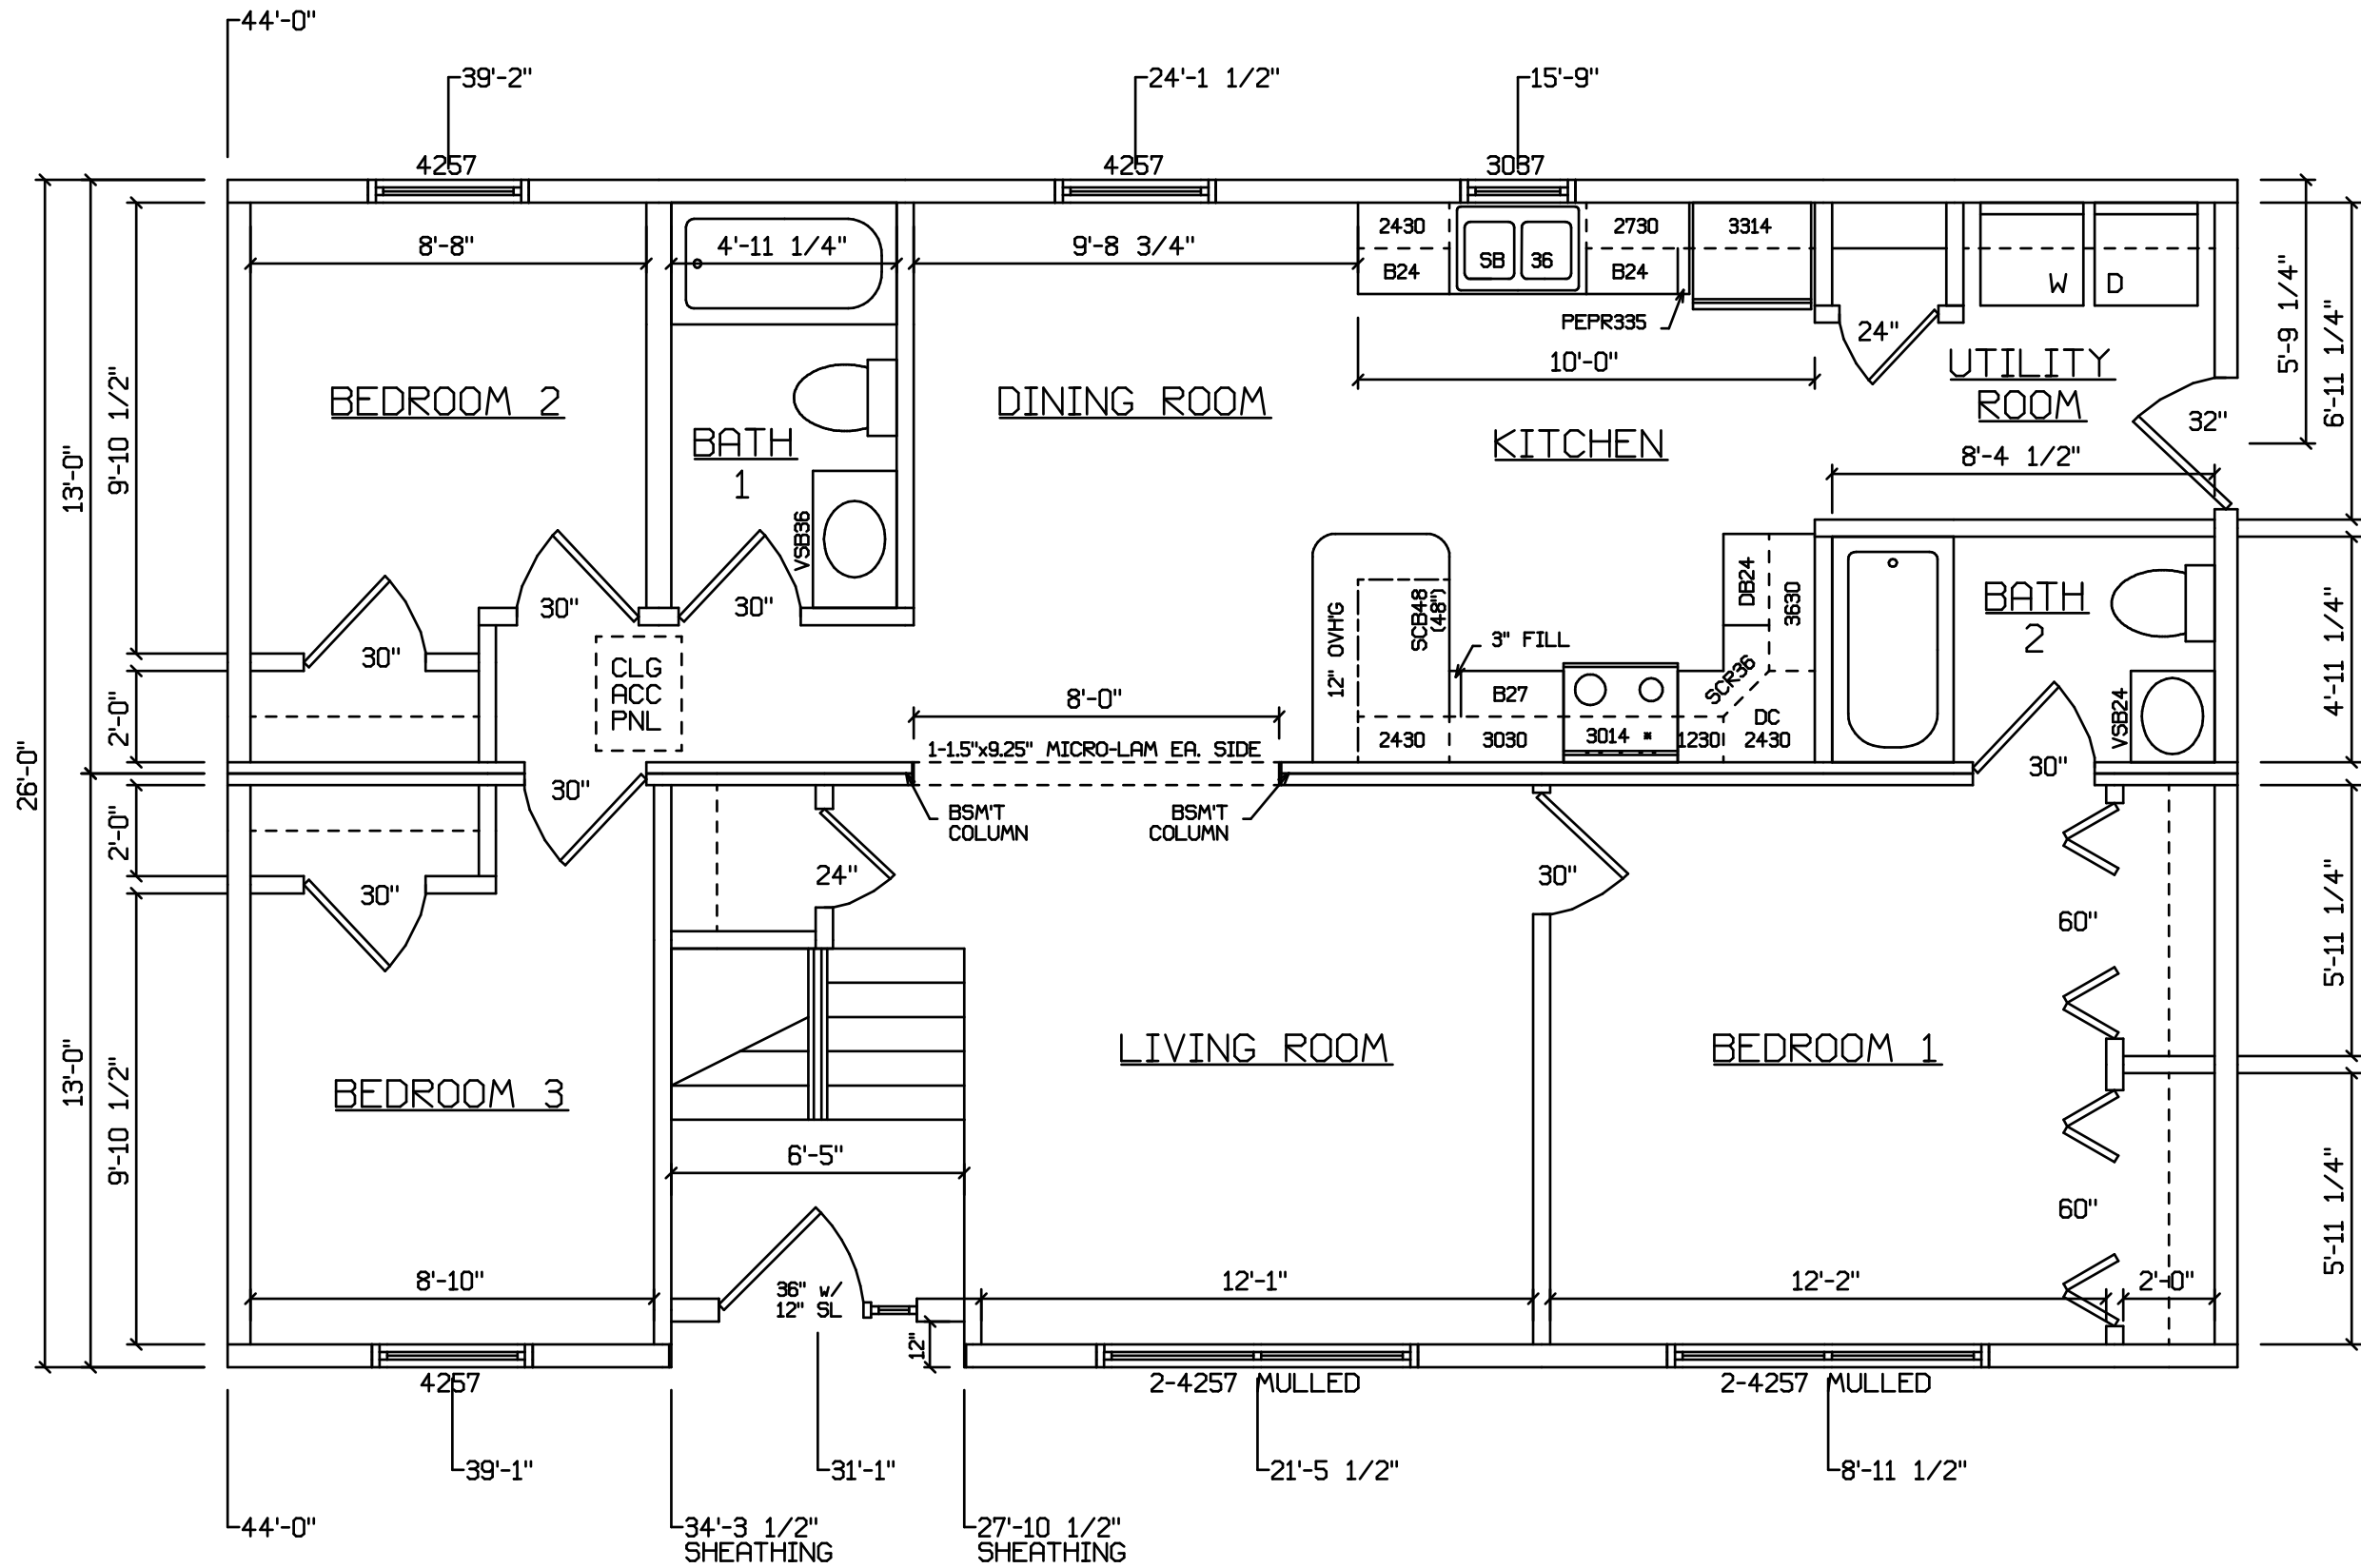 44'-0"
39'-2"
24'-1 1/2"
15'-9"
4257
4257
3037
8'-8"
4'-11 1/4"
9'-8 3/4"
2430
2730
3314
B24
SB 36
B24
W D
PEPR335
24"
10'-0"
UTILITY
ROOM
5'-9 1/4"
6'-11 1/4"
32"
BEDROOM 2
DINING ROOM
BATH
1
KITCHEN
8'-4 1/2"
9'-10 1/2"
13'-0"
26'-0"
VSB36
30"
30"
30"
CLG
ACC
PNL
12" OVH'G
SCB48
(48")
3" FILL
DB24
3630
SCR36
BATH
2
VSB24
4'-11 1/4"
2'-0"
8'-0"
B27
DC
2430
3030
3014 *
1230
2430
1-1.5"x9.25" MICRO-LAM EA. SIDE
30"
30"
BSM'T
COLUMN
BSM'T
COLUMN
2'-0"
30"
24"
30"
60"
5'-11 1/4"
LIVING ROOM
BEDROOM 1
BEDROOM 3
13'-0"
9'-10 1/2"
6'-5"
60"
5'-11 1/4"
8'-10"
36" w/
12" SL
12'-1"
12'-2"
2'-0"
12"
4257
2-4257 MULLED
2-4257 MULLED
39'-1"
31'-1"
21'-5 1/2"
8'-11 1/2"
44'-0"
34'-3 1/2"
SHEATHING
27'-10 1/2"
SHEATHING